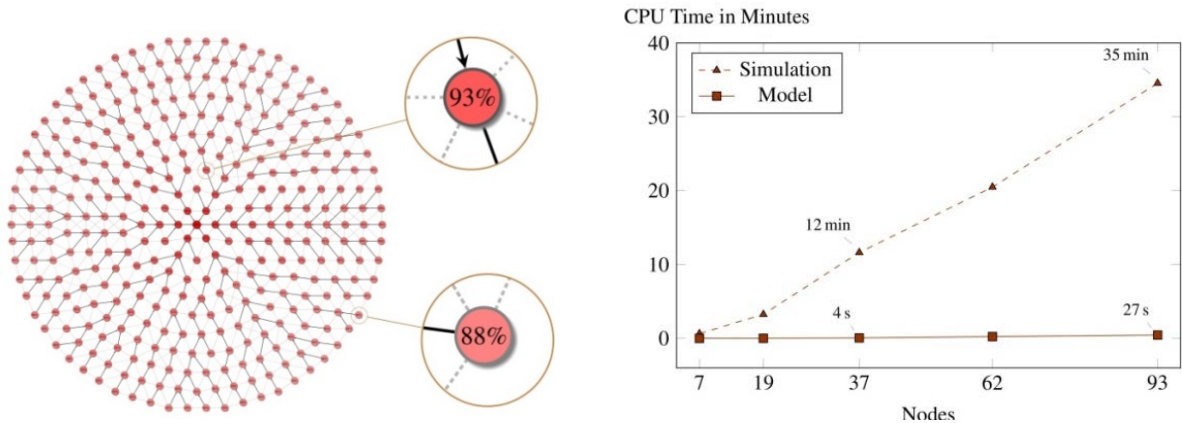 93%
88%
CPU Time in Minutes
40
30
20
10
0
Simulation
Model
35 min
12 min
4 s
27 s
7 19 37 62 93
Nodes